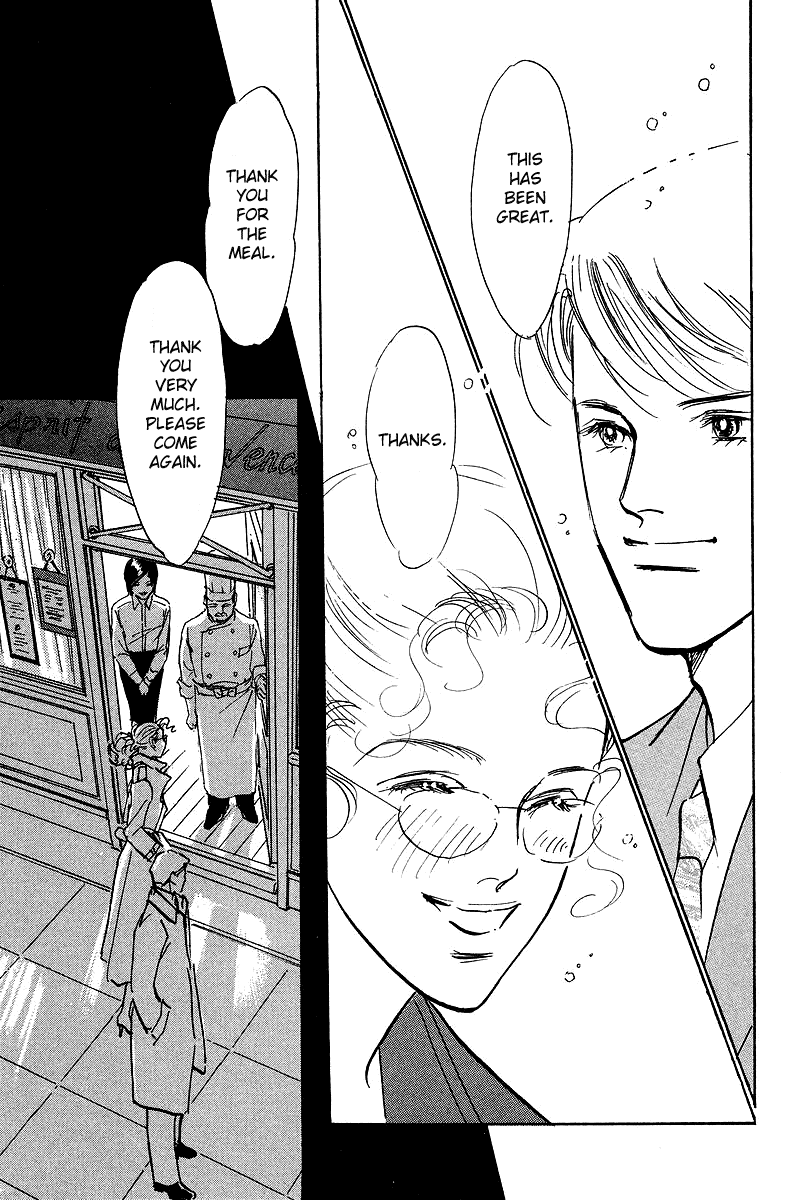 THIS
HAS
BEEN
GREAT.
THANKS.
THANK
YOU
FOR
THE
MEAL.
THANK
YOU
VERY
MUCH.
PLEASE
COME
AGAIN.